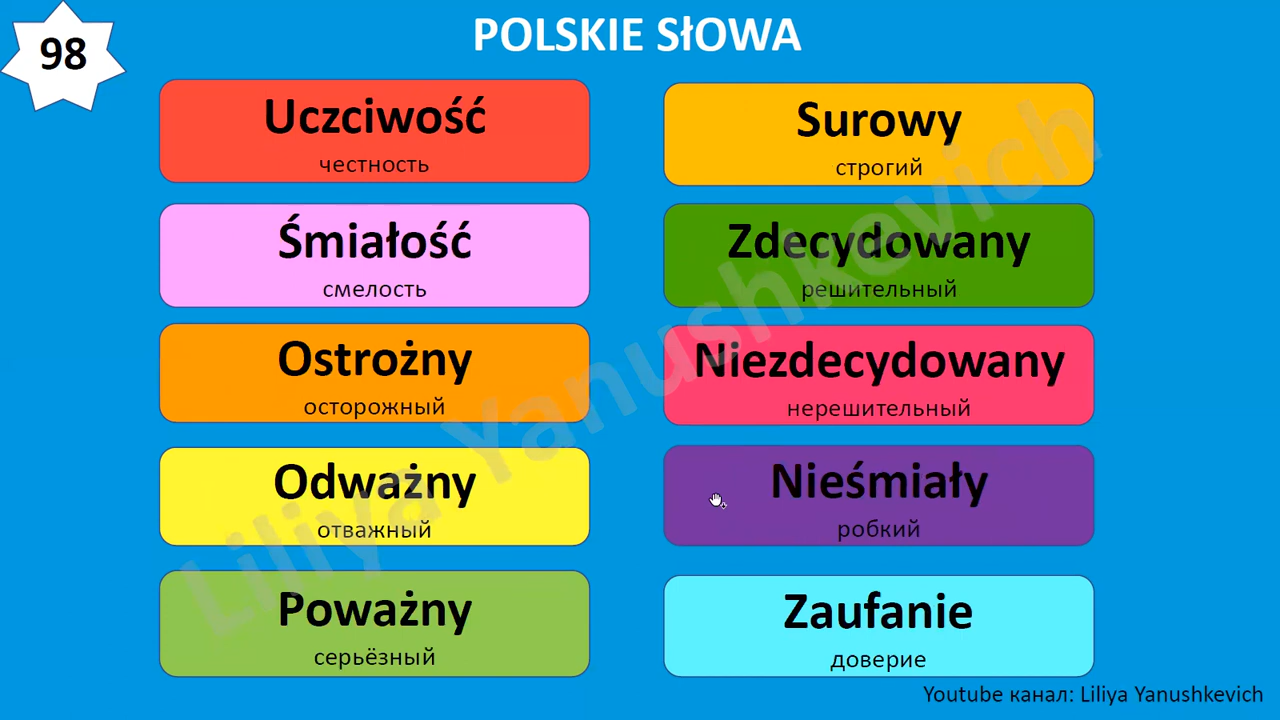 98
POLSKIE SłOWA
Uczciwość
честность
Śmiałość
смелость
Ostrożny
осторожный
Odważny
отважный
Poważny
серьёзный
Surowy
строгий
Zdecydowany
решительный
Niezdecydowany
нерешительный
Nieśmiały
робкий
Zaufanie
доверие
Liliya Yanushkevich
Youtube канал: Liliya Yanushkevich